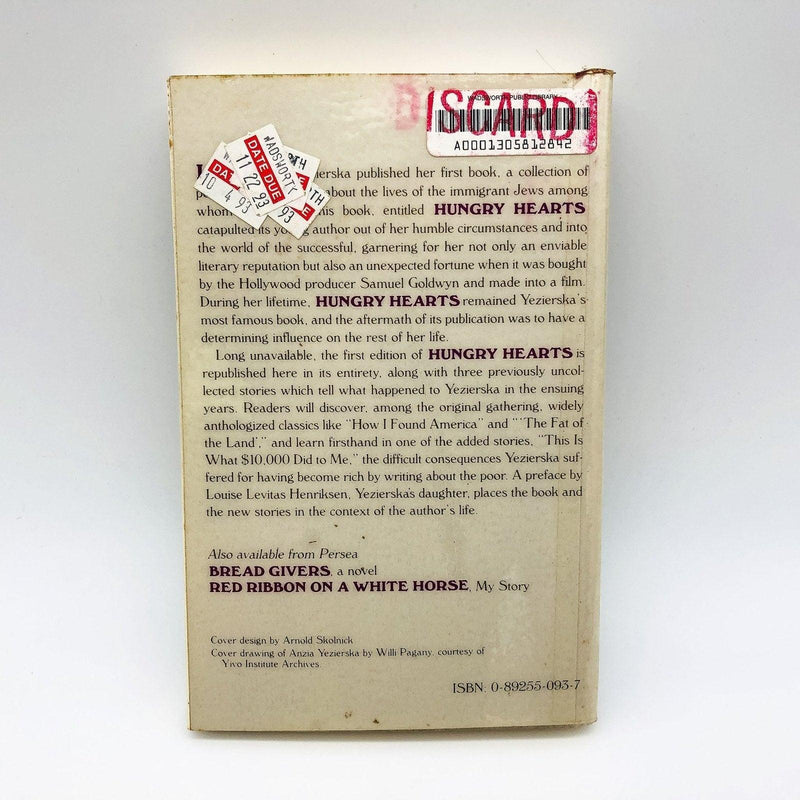 DISCARD
WADSWORTH PUBLIC LIBRARY
A0001305812842
WADSWORTH
DATE DUE
11 22 93
10 4 93
93
erska published her first book, a collection of
about the lives of the immigrant Jews among
whom his book, entitled HUNGRY HEARTS
catapulted its young author out of her humble circumstances and into
the world of the successful, garnering for her not only an enviable
literary reputation but also an unexpected fortune when it was bought
by the Hollywood producer Samuel Goldwyn and made into a film.
During her lifetime, HUNGRY HEARTS remained Yezierska's
most famous book, and the aftermath of its publication was to have a
determining influence on the rest of her life.
Long unavailable, the first edition of HUNGRY HEARTS is
republished here in its entirety, along with three previously uncol-
lected stories which tell what happened to Yezierska in the ensuing
years. Readers will discover, among the original gathering, widely
anthologized classics like "How I Found America" and "'The Fat of
the Land'," and learn firsthand in one of the added stories, "This Is
What $10,000 Did to Me," the difficult consequences Yezierska suf-
fered for having become rich by writing about the poor. A preface by
Louise Levitas Henriksen, Yezierska's daughter, places the book and
the new stories in the context of the author's life.
Also available from Persea
BREAD GIVERS, a novel
RED RIBBON ON A WHITE HORSE, My Story
Cover design by Arnold Skolnick
Cover drawing of Anzia Yezierska by Willi Pagany, courtesy of
Yivo Institute Archives.
ISBN: 0-89255-093-7